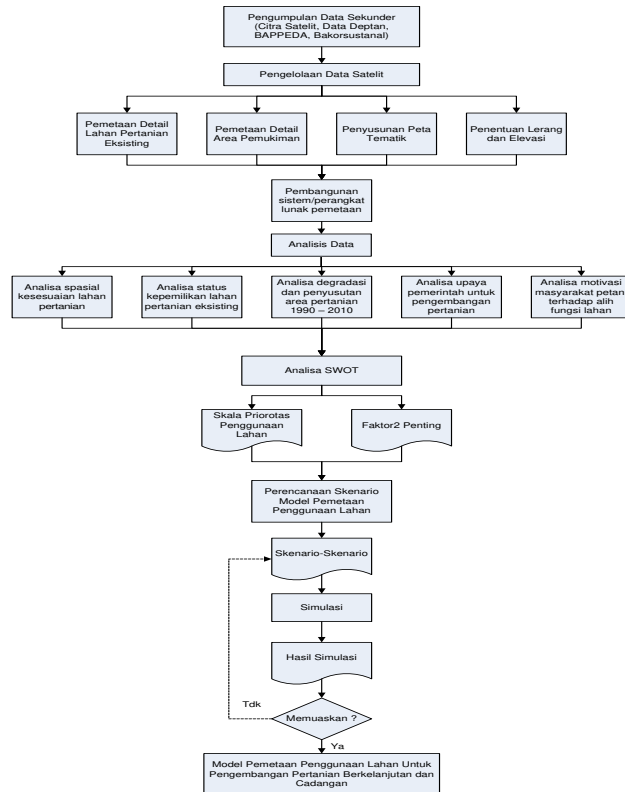 Pengumpulan Data Sekunder
(Citra Satelit, Data Deptan,
BAPPEDA, Bakorsustanal)
Pengelolaan Data Satelit
Pemetaan Detail
Lahan Pertanian
Eksisting
Pemetaan Detail
Area Pemukiman
Penyusunan Peta
Tematik
Penentuan Lerang
dan Elevasi
Pembangunan
sistem/perangkat
lunak pemetaan
Analisis Data
Analisa spasial
kesesuaian lahan
pertanian
Analisa status
kepemilikan lahan
pertanian eksisting
Analisa degradasi
dan penyusutan
area pertanian
1990 – 2010
Analisa upaya
pemerintah untuk
pengembangan
pertanian
Analisa motivasi
masyarakat petani
terhadap alih
fungsi lahan
Analisa SWOT
Skala Priorotas
Penggunaan
Lahan
Faktor2 Penting
Perencanaan Skenario
Model Pemetaan
Penggunaan Lahan
Skenario-Skenario
Simulasi
Hasil Simulasi
Tdk
Memuaskan ?
Ya
Model Pemetaan Penggunaan Lahan Untuk
Pengembangan Pertanian Berkelanjutan dan
Cadangan